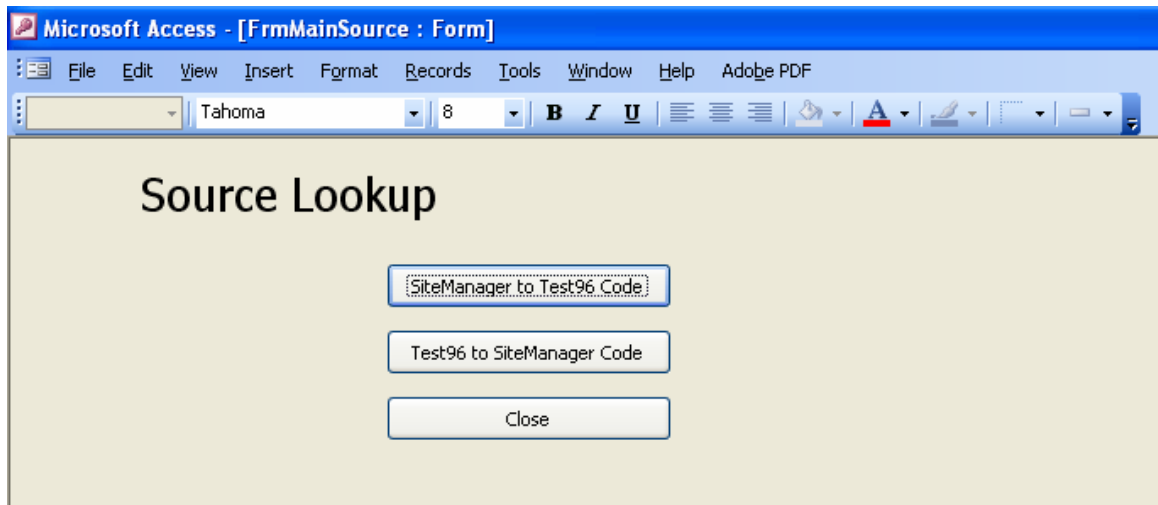 Microsoft Access - [FrmMainSource : Form]
File Edit View Insert Format Records Tools Window Help Adobe PDF
Tahoma 8 B I U A
Source Lookup
SiteManager to Test96 Code
Test96 to SiteManager Code
Close